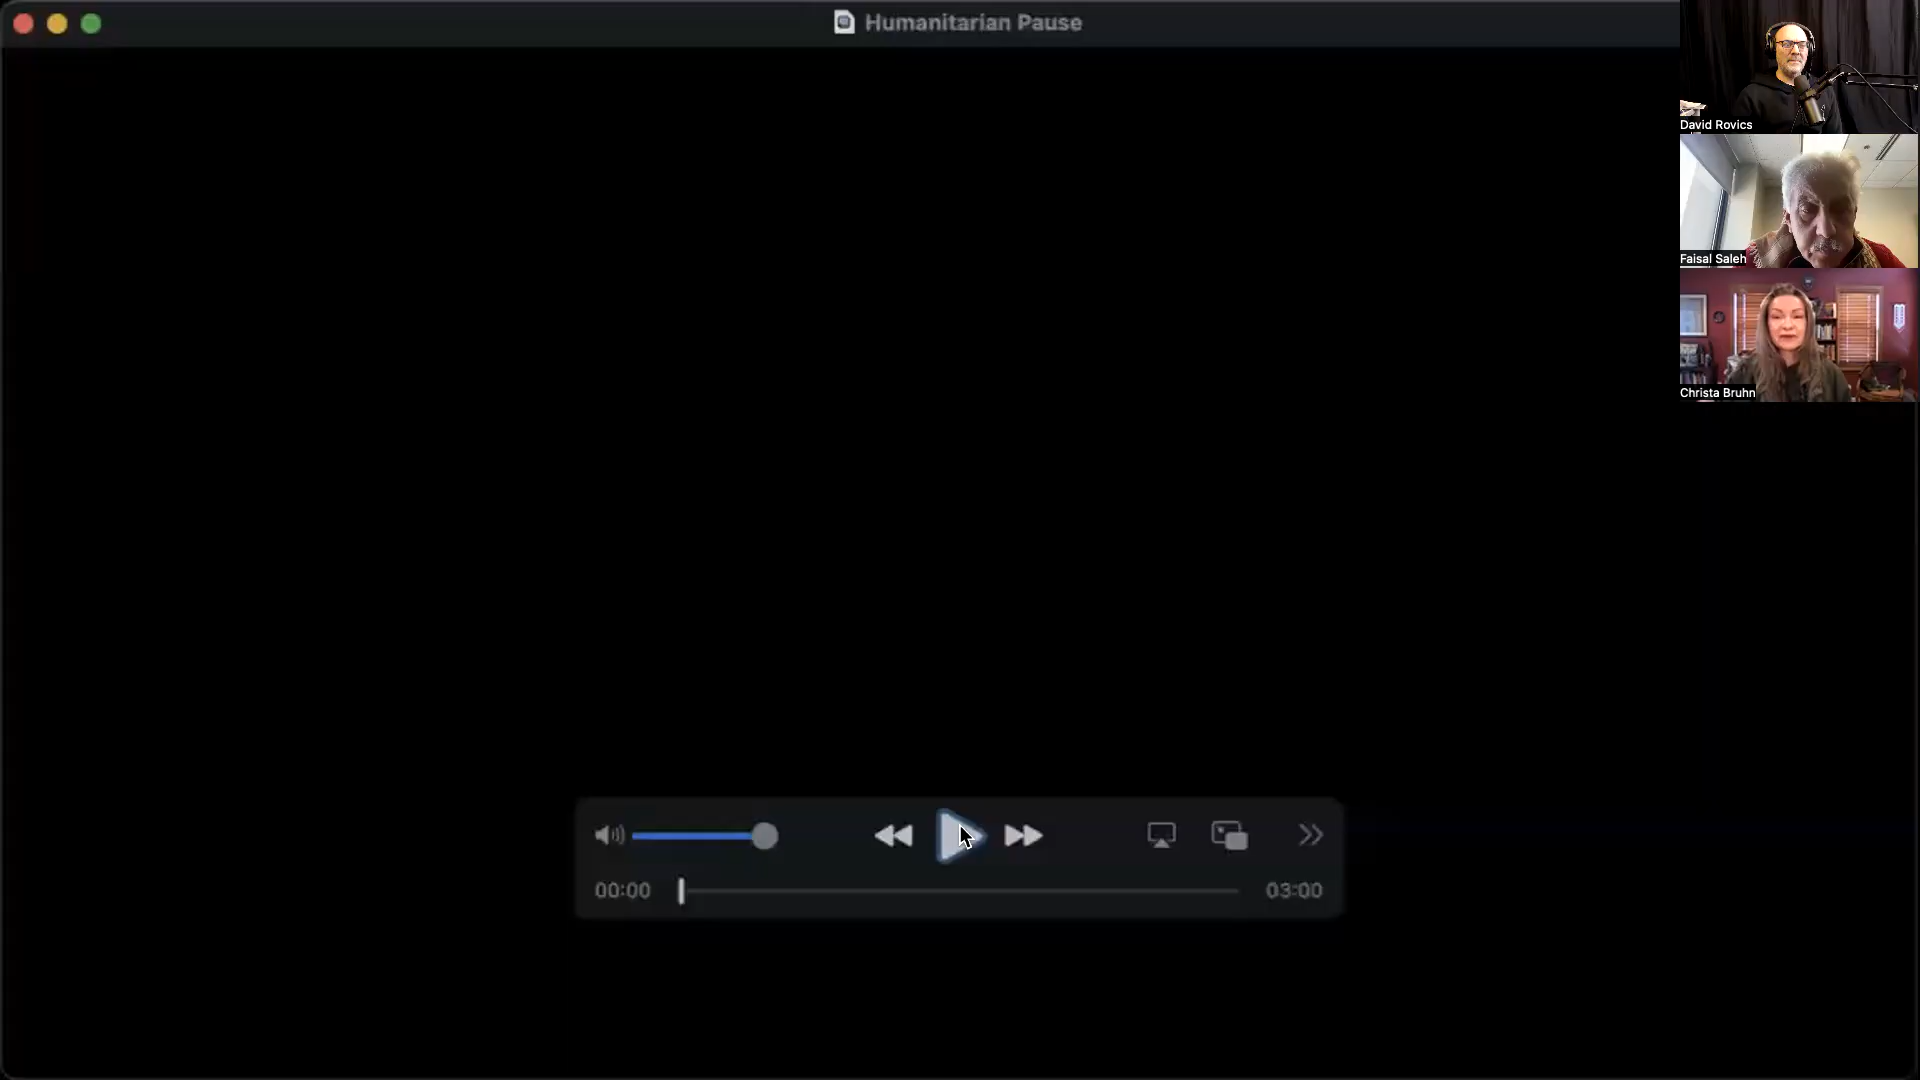 Humanitarian Pause
David Rovics
Faisal Saleh
Christa Bruhn
00:00
03:00